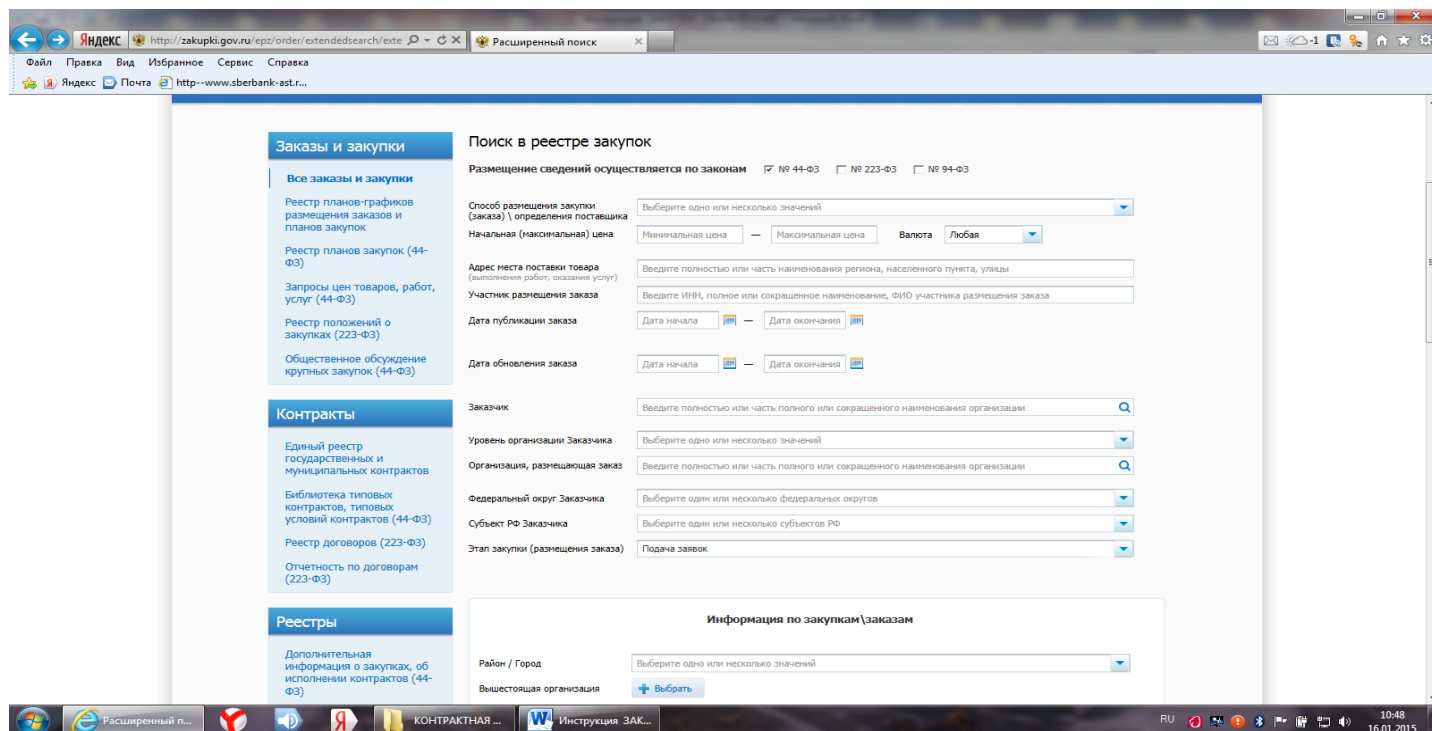 ЯНДЕКС http://zakupki.gov.ru/epz/order/extendedsearch/exte
Расширенный поиск
-1
Файл Правка Вид Избранное Сервис Справка
Яндекс Почта http--www.sberbank-ast.r...
Заказы и закупки
Все заказы и закупки
Реестр планов-графиков
размещения заказов и
планов закупок
Реестр планов закупок (44-
ФЗ)
Запросы цен товаров, работ,
услуг (44-ФЗ)
Реестр положений о
закупках (223-ФЗ)
Общественное обсуждение
крупных закупок (44-ФЗ)
Контракты
Единый реестр
государственных и
муниципальных контрактов
Библиотека типовых
контрактов, типовых
условий контрактов (44-ФЗ)
Реестр договоров (223-ФЗ)
Отчетность по договорам
(223-ФЗ)
Реестры
Дополнительная
информация о закупках, об
исполнении контрактов (44-
ФЗ)
Поиск в реестре закупок
Размещение сведений осуществляется по законам № 44-ФЗ № 223-ФЗ № 94-ФЗ
Способ размещения закупки
(заказа) \ определения поставщика
Выберите одно или несколько значений
Начальная (максимальная) цена Минимальная цена — Максимальная цена Валюта Любая
Адрес места поставки товара
(выполнения работ, оказания услуг)
Введите полностью или часть наименования региона, населенного пункта, улицы
Участник размещения заказа Введите ИНН, полное или сокращенное наименование, ФИО участника размещения заказа
Дата публикации заказа Дата начала — Дата окончания
Дата обновления заказа Дата начала — Дата окончания
Заказчик Введите полностью или часть полного или сокращенного наименования организации
Уровень организации Заказчика Выберите одно или несколько значений
Организация, размещающая заказ Введите полностью или часть полного или сокращенного наименования организации
Федеральный округ Заказчика Выберите один или несколько федеральных округов
Субъект РФ Заказчика Выберите один или несколько субъектов РФ
Этап закупки (размещения заказа) Подача заявок
Информация по закупкам\заказам
Район / Город Выберите одно или несколько значений
Вышестоящая организация Выбрать
Расширенный п... КОНТРАКТНАЯ ... Инструкция ЗАК... RU 10:48
16.01.2015